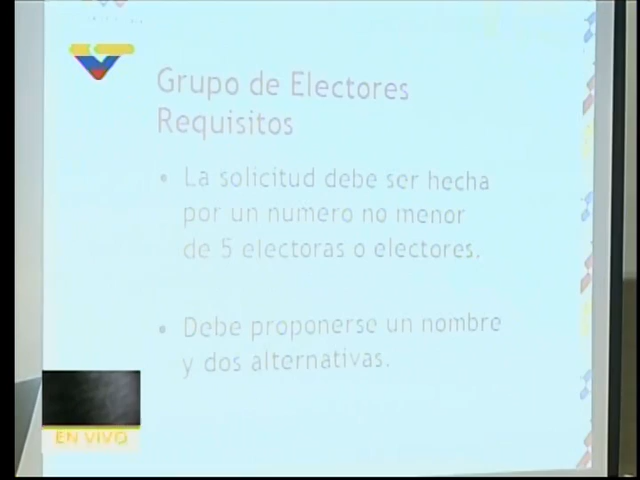 Grupo de Electores
Requisitos
• La solicitud debe ser hecha
por un numero no menor
de 5 electoras o electores.
• Debe proponerse un nombre
y dos alternativas.
EN VIVO